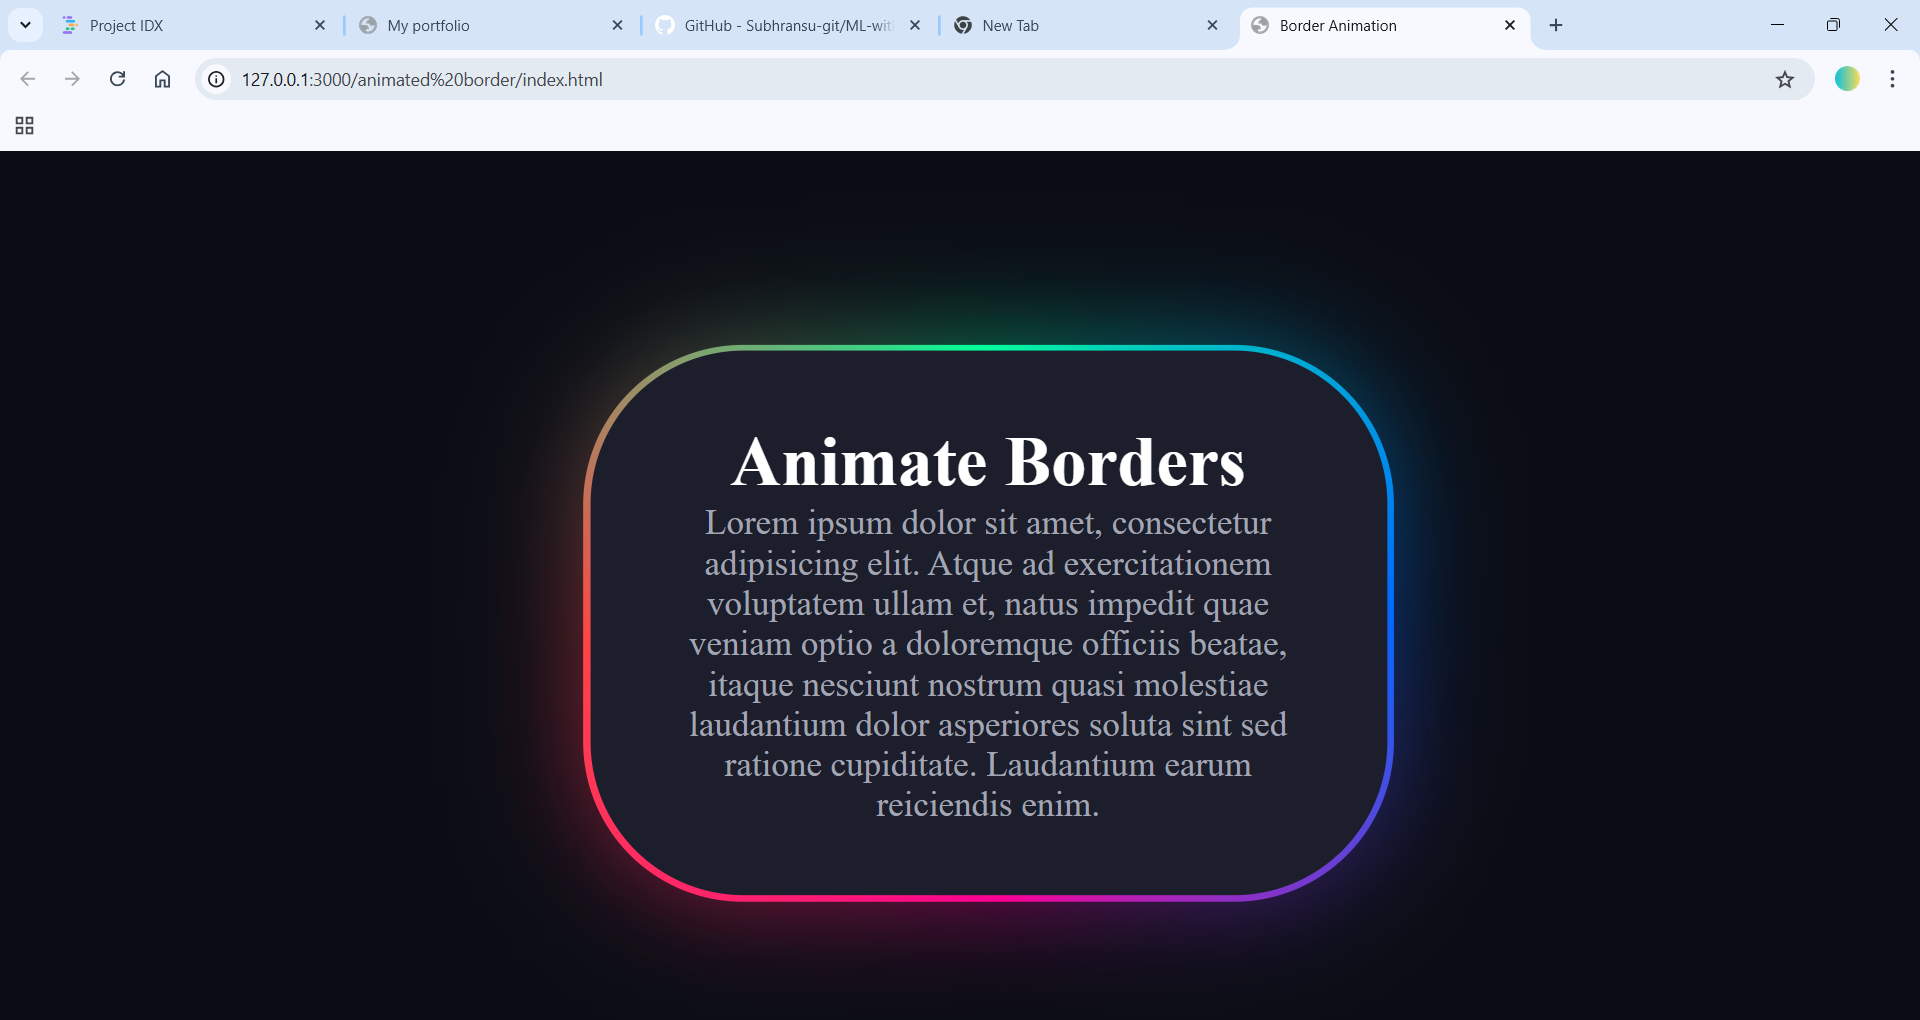 Project IDX
My portfolio
GitHub - Subhransu-git/ML-wit
New Tab
Border Animation
127.0.0.1:3000/animated%20border/index.html
Animate Borders
Lorem ipsum dolor sit amet, consectetur
adipisicing elit. Atque ad exercitationem
voluptatem ullam et, natus impedit quae
veniam optio a doloremque officiis beatae,
itaque nesciunt nostrum quasi molestiae
laudantium dolor asperiores soluta sint sed
ratione cupiditate. Laudantium earum
reiciendis enim.